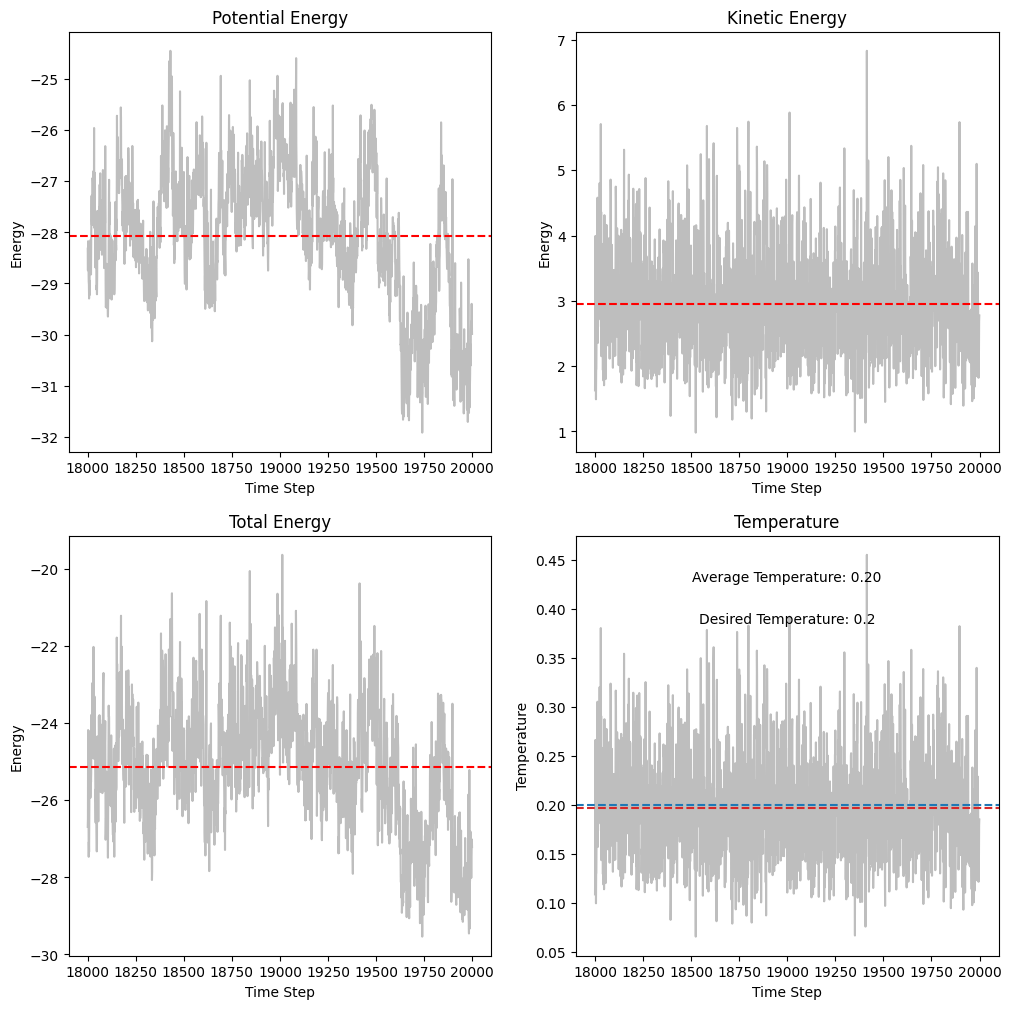 Potential Energy
Energy
−25
−26
−27
−28
−29
−30
−31
−32
18000 18250 18500 18750 19000 19250 19500 19750 20000
Time Step
Kinetic Energy
Energy
7
6
5
4
3
2
1
18000 18250 18500 18750 19000 19250 19500 19750 20000
Time Step
Total Energy
Energy
−20
−22
−24
−26
−28
−30
18000 18250 18500 18750 19000 19250 19500 19750 20000
Time Step
Temperature
Temperature
0.45
0.40
0.35
0.30
0.25
0.20
0.15
0.10
0.05
Average Temperature: 0.20
Desired Temperature: 0.2
18000 18250 18500 18750 19000 19250 19500 19750 20000
Time Step